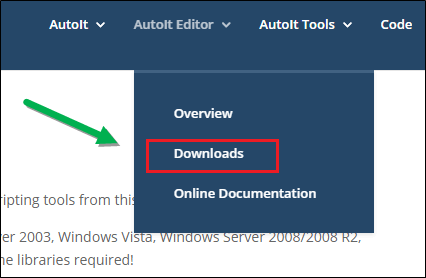 AutoIt AutoIt Editor AutoIt Tools Code
Overview
Downloads
Online Documentation
ripting tools from this
er 2003, Windows Vista, Windows Server 2008/2008 R2,
ne libraries required!